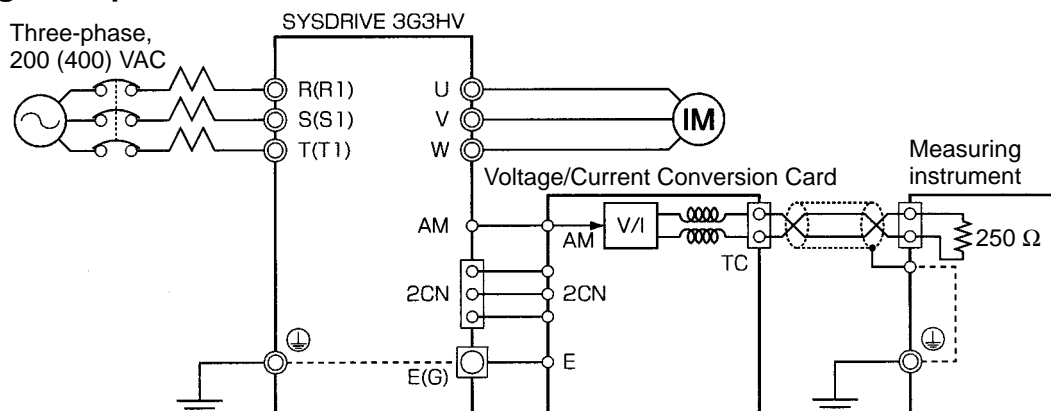 SYSDRIVE 3G3HV
Three-phase,
200 (400) VAC
R(R1)
S(S1)
T(T1)
U
V
W
IM
Voltage/Current Conversion Card
Measuring
instrument
AM
AM
V/I
TC
250 Ω
2CN
2CN
E(G)
E